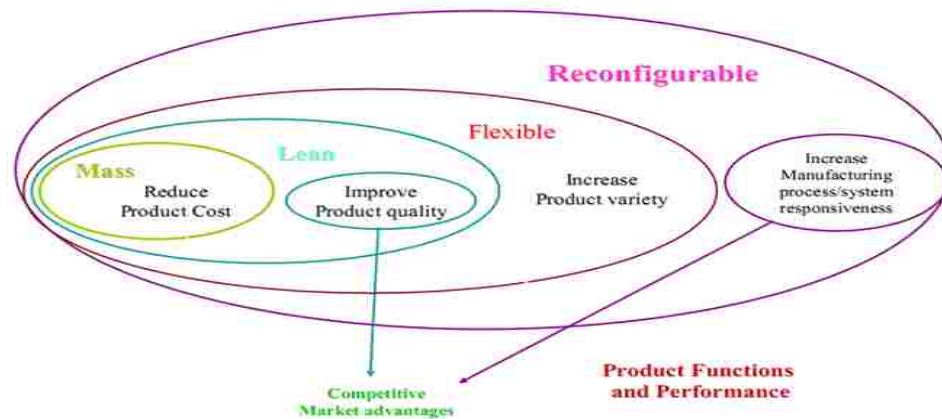 Reconfigurable
Flexible
Lean
Mass
Reduce
Product Cost
Improve
Product quality
Increase
Product variety
Increase
Manufacturing
process/system
responsiveness
Product Functions
and Performance
Competitive
Market advantages